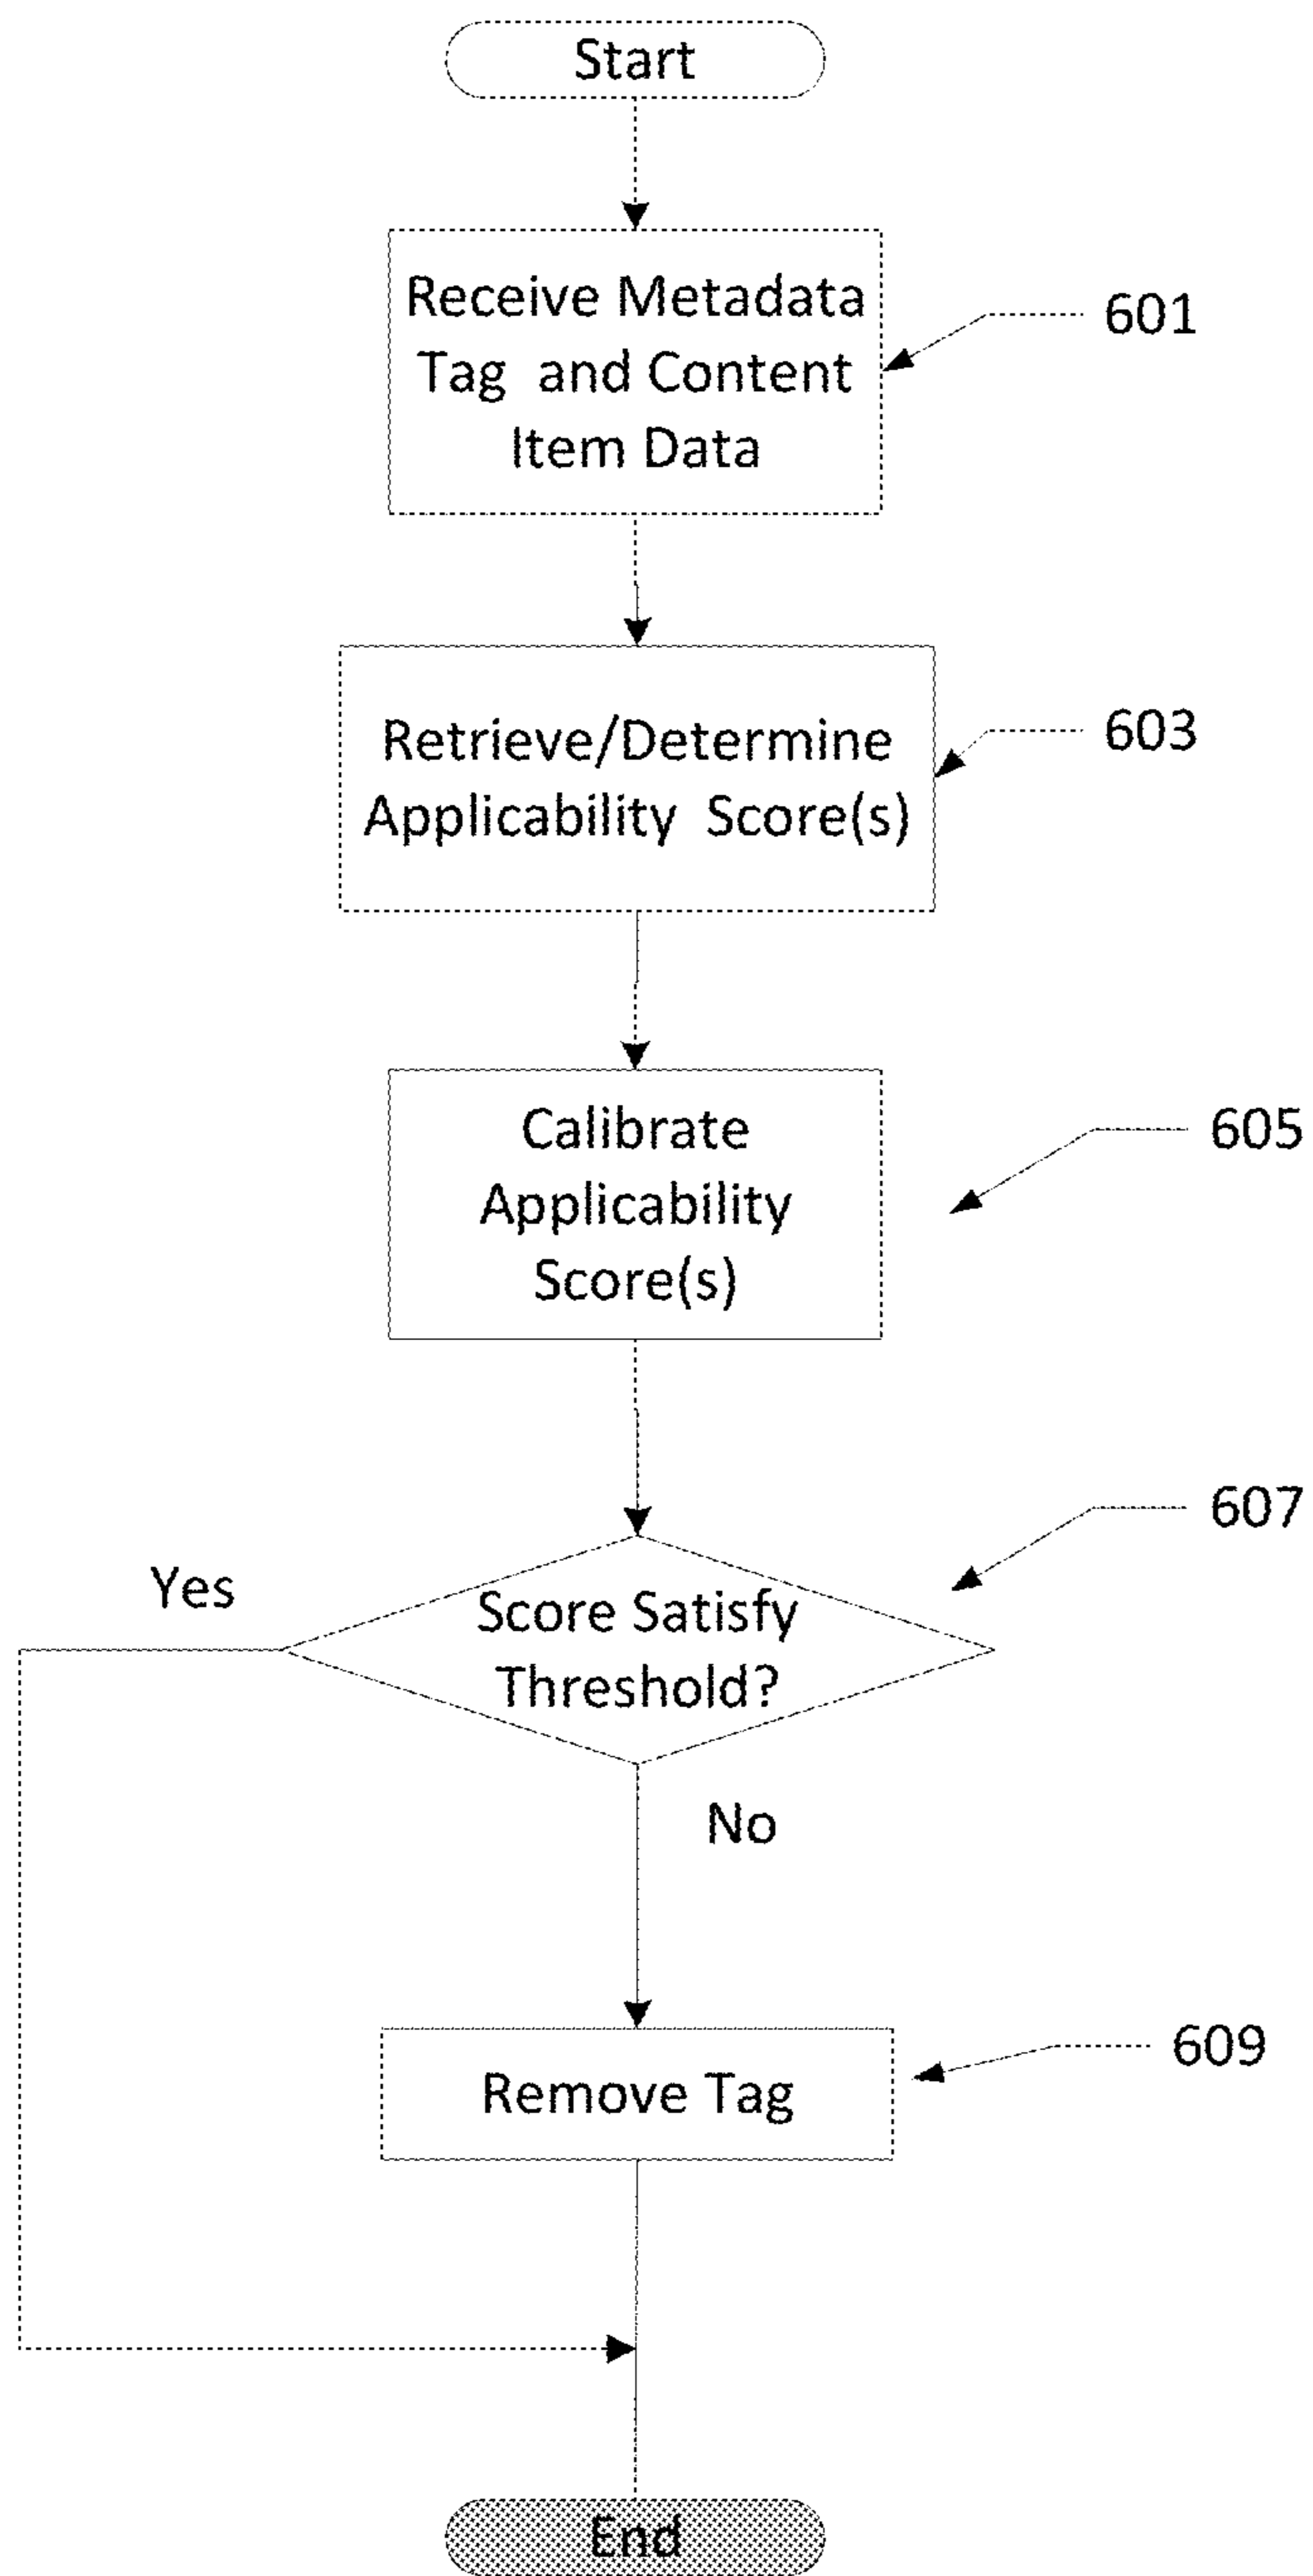 Start
Receive Metadata
Tag and Content
Item Data
601
Retrieve/Determine
Applicability Score(s)
603
Calibrate
Applicability
Score(s)
605
607
Yes
Score Satisfy
Threshold?
No
Remove Tag
609
End